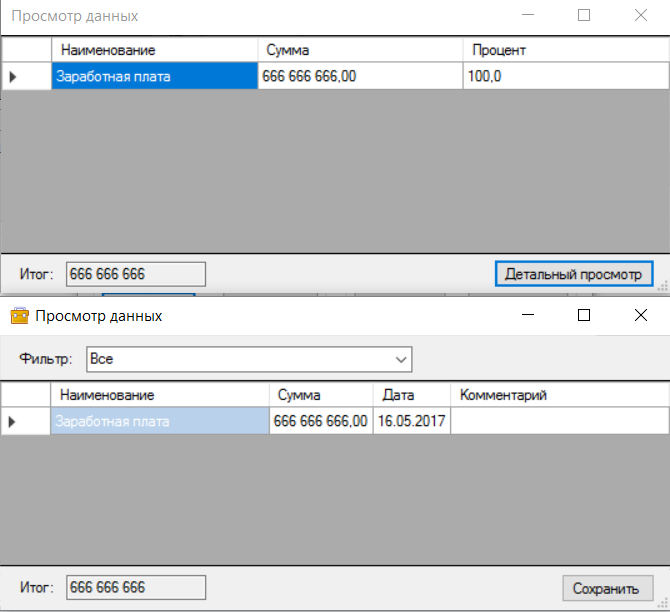 Просмотр данных
Наименование Сумма Процент
Заработная плата 666 666 666,00 100,0
Итог: 666 666 666 Детальный просмотр
Просмотр данных
Фильтр: Все
Наименование Сумма Дата Комментарий
Заработная плата 666 666 666,00 16.05.2017
Итог: 666 666 666 Сохранить